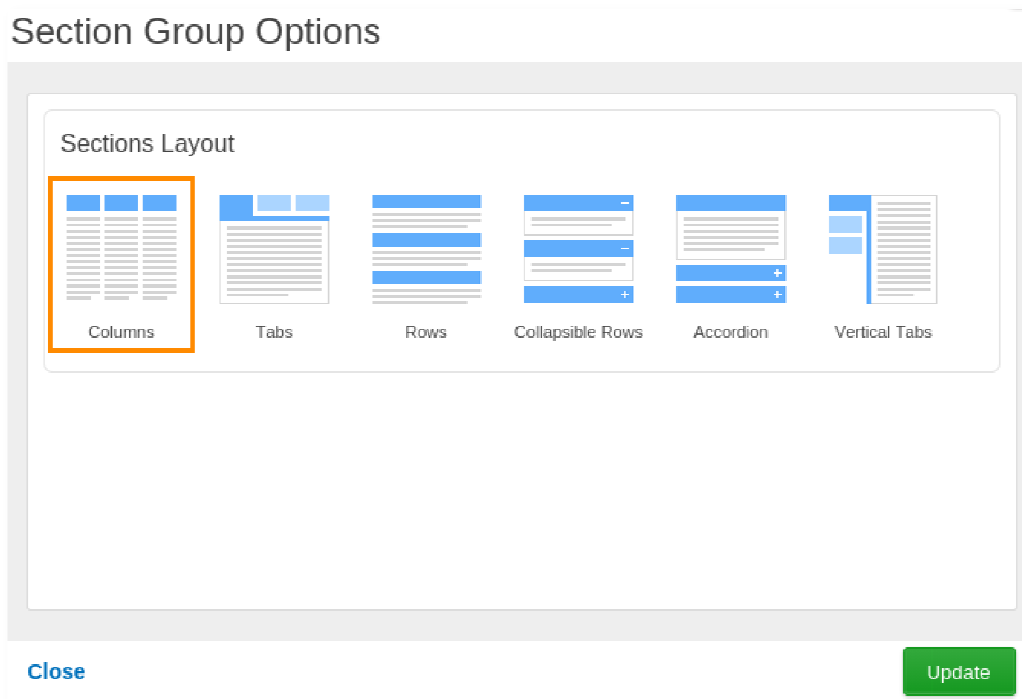 Section Group Options
Sections Layout
Columns Tabs Rows Collapsible Rows Accordion Vertical Tabs
Close Update